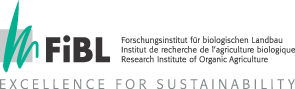 FiBL
Forschungsinstitut für biologischen Landbau
Institut de recherche de l'agriculture biologique
Research Institute of Organic Agriculture
EXCELLENCE FOR SUSTAINABILITY